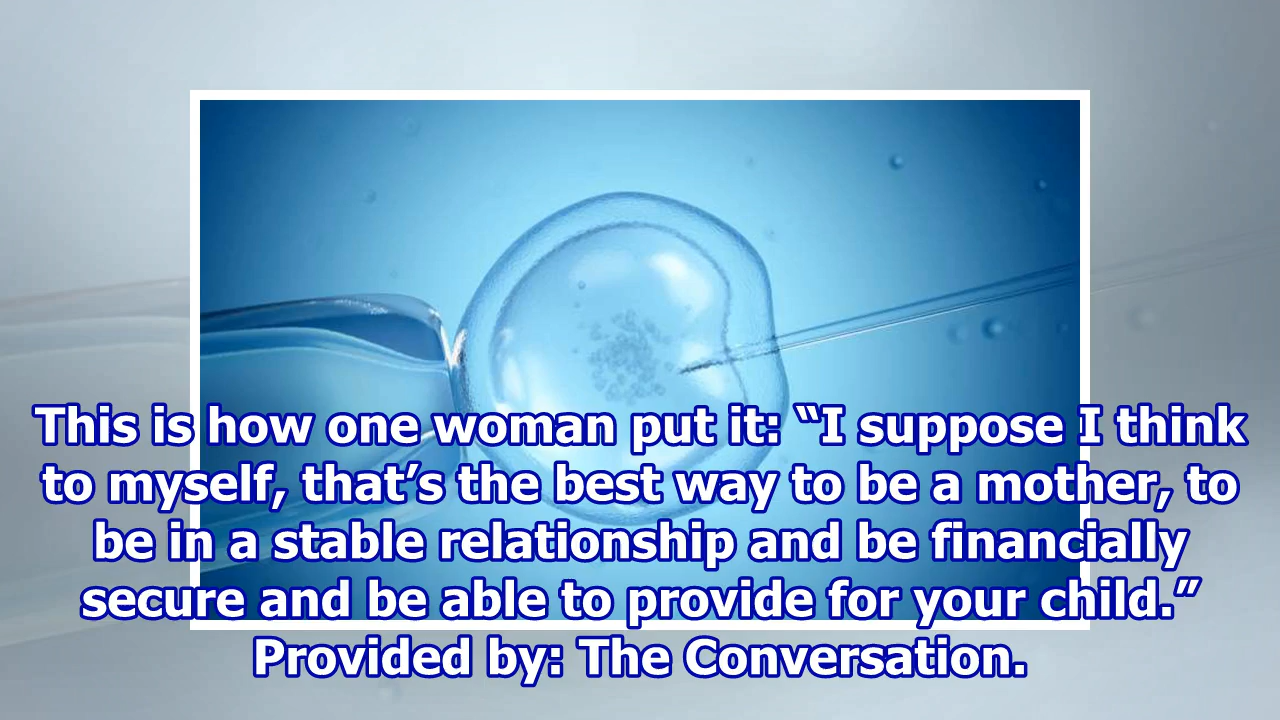 This is how one woman put it: “I suppose I think
to myself, that’s the best way to be a mother, to
be in a stable relationship and be financially
secure and be able to provide for your child.”
Provided by: The Conversation.